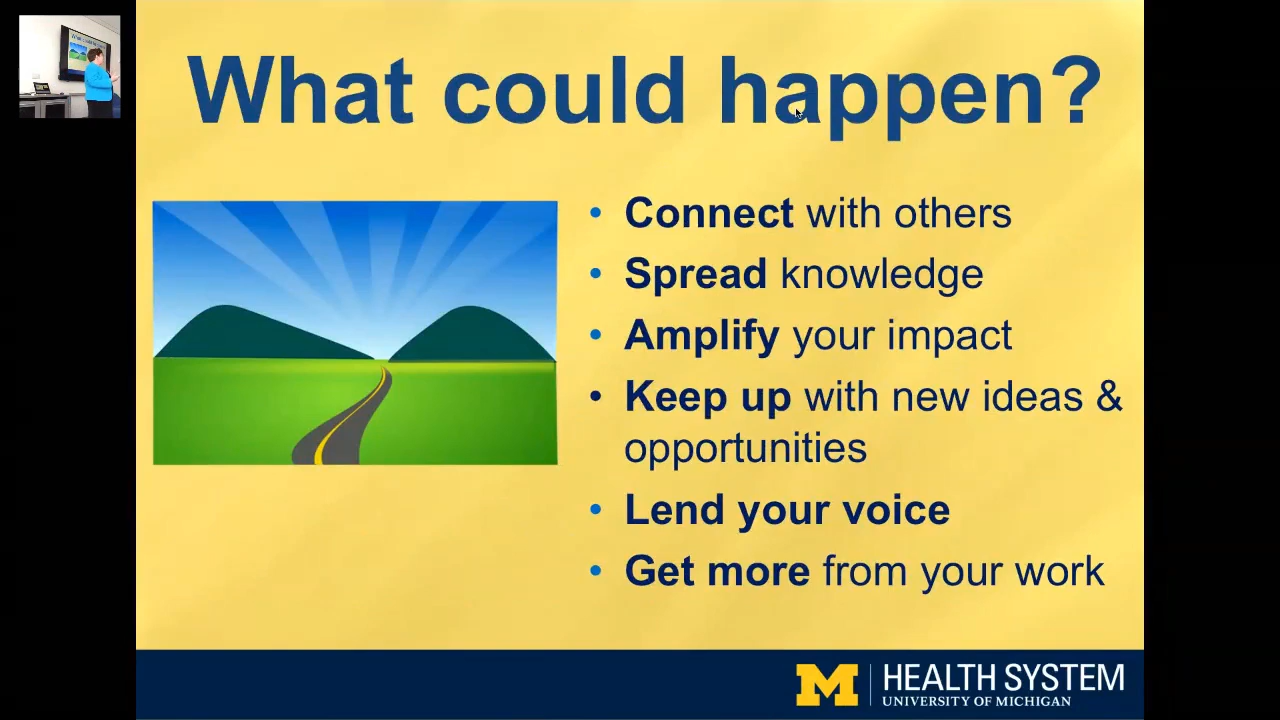 What could happen?
• Connect with others
• Spread knowledge
• Amplify your impact
• Keep up with new ideas &
opportunities
• Lend your voice
• Get more from your work
M HEALTH SYSTEM
UNIVERSITY OF MICHIGAN